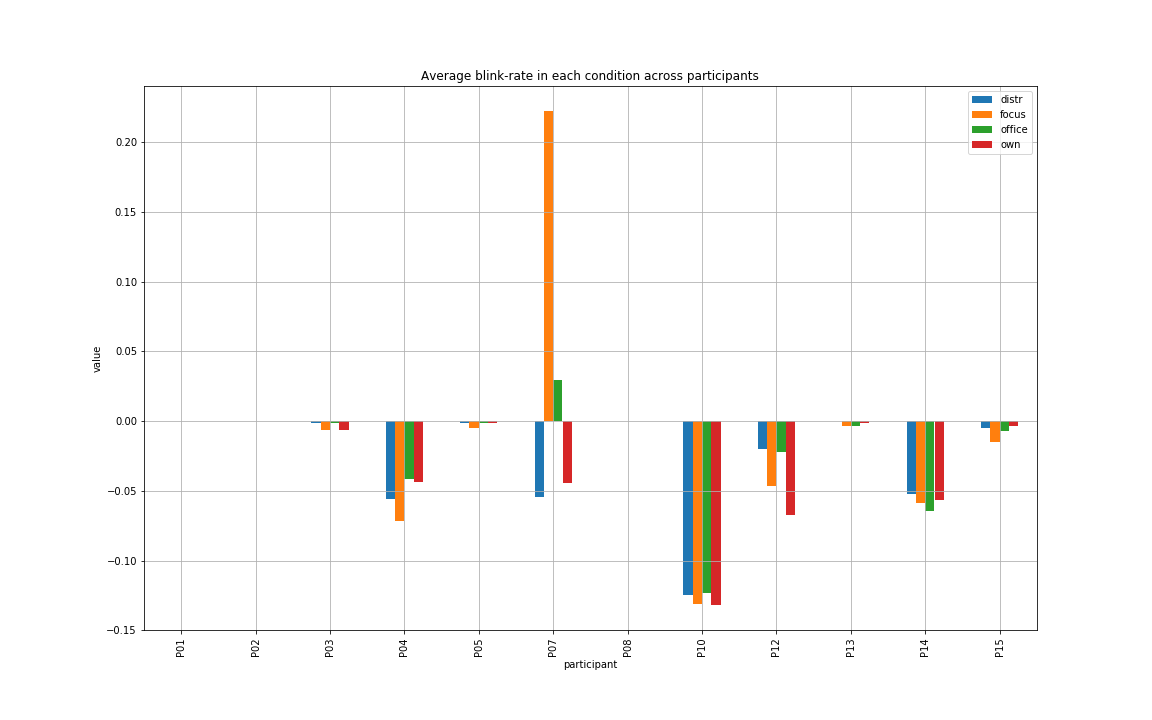 Average blink-rate in each condition across participants
distr
focus
office
own
value
0.20
0.15
0.10
0.05
0.00
−0.05
−0.10
−0.15
P01 P02 P03 P04 P05 P07 P08 P10 P12 P13 P14 P15
participant